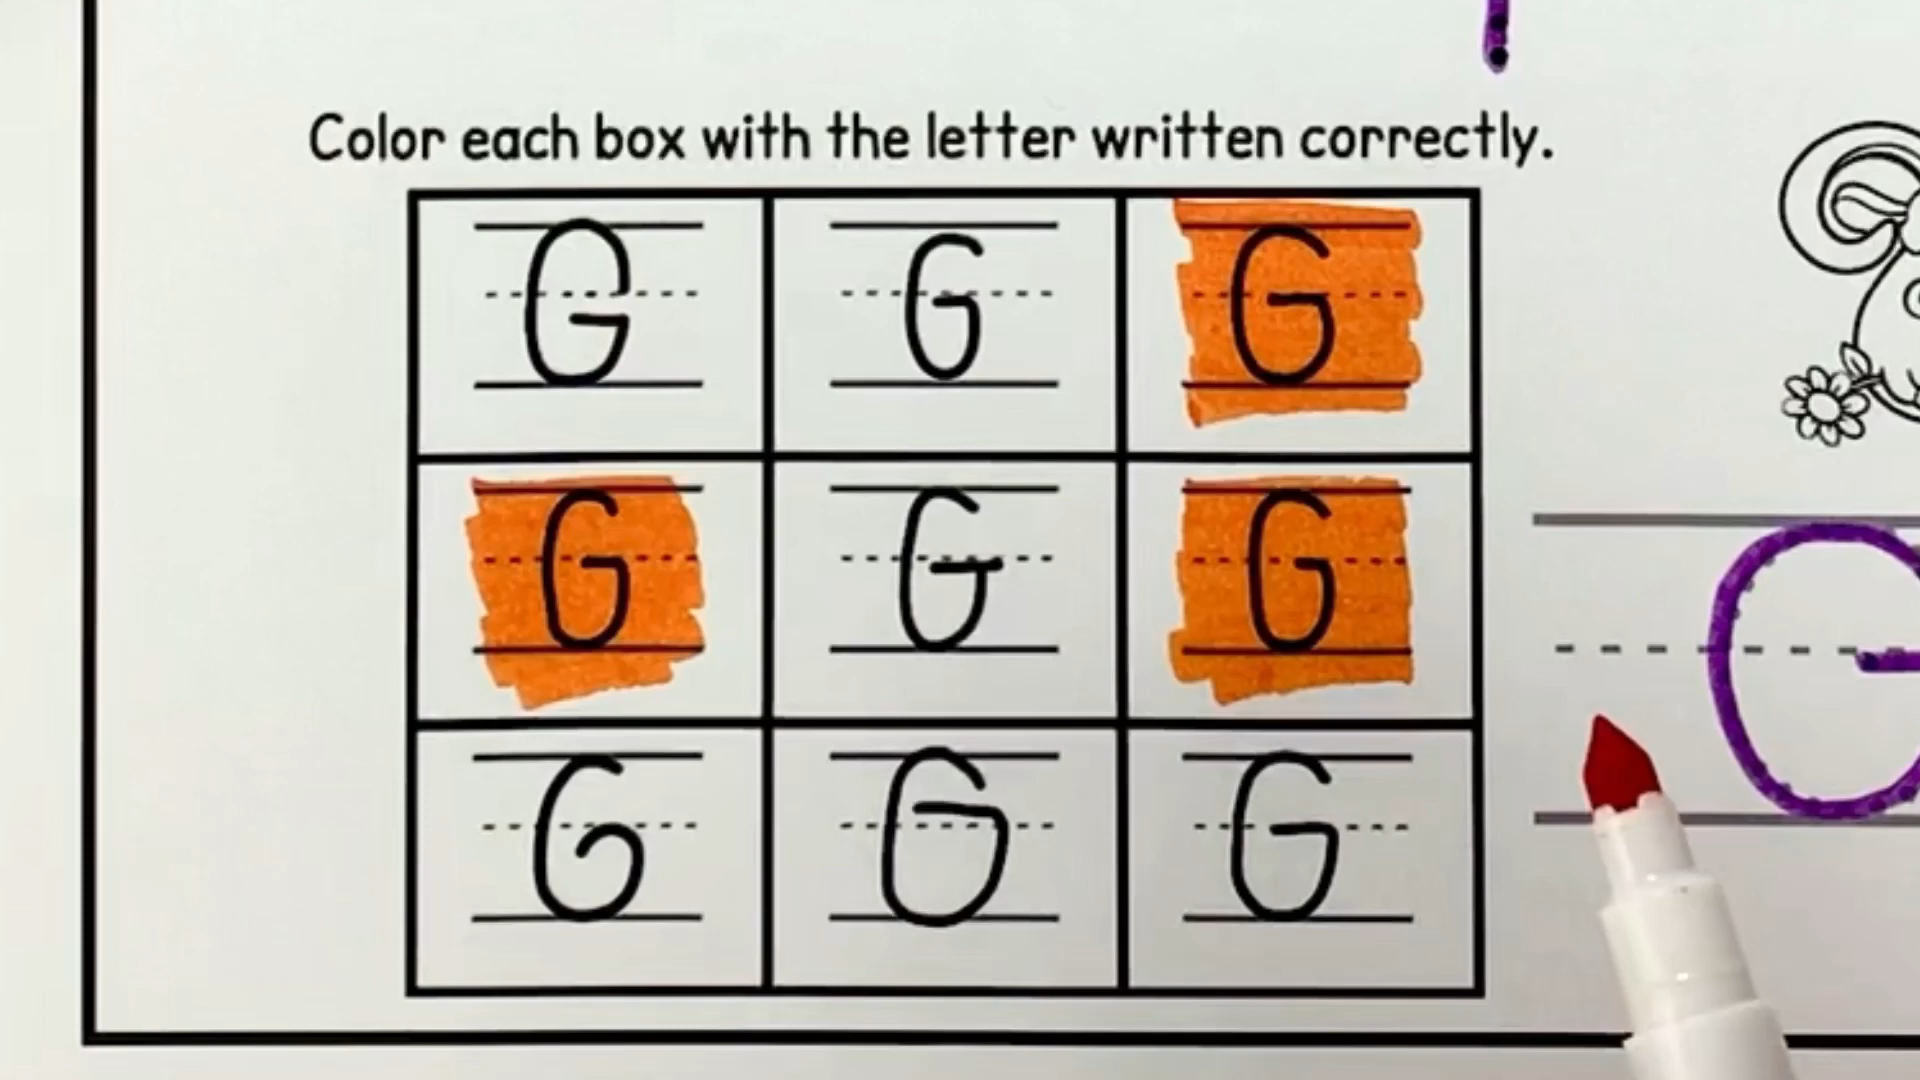 Color each box with the letter written correctly.
G G G
G G G
G
G G G